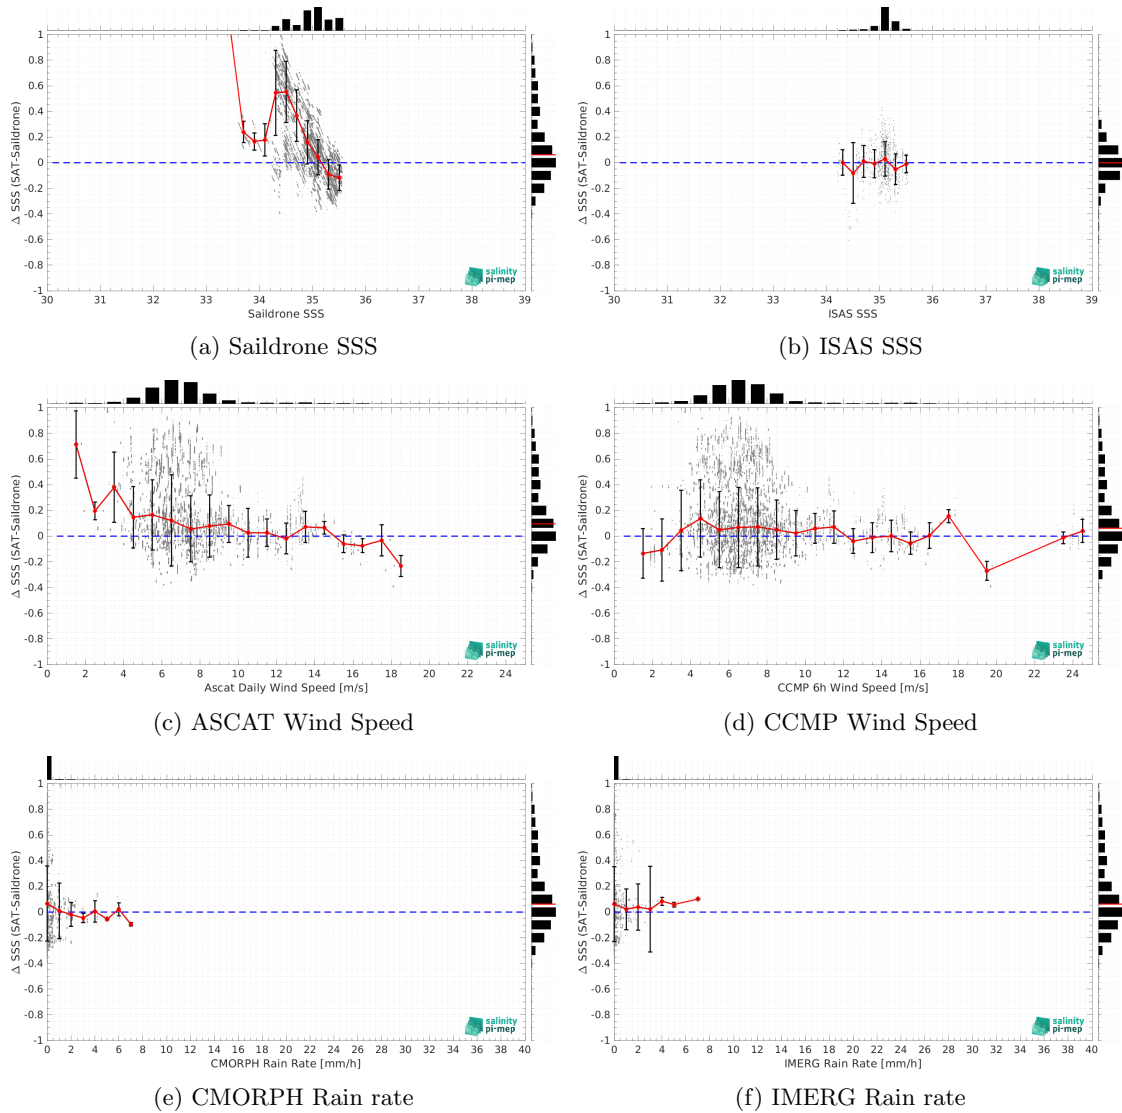 1
0.8
0.6
0.4
0.2
0
-0.2
-0.4
-0.6
-0.8
-1
Δ SSS (SAT-Saildrone)
30 31 32 33 34 35 36 37 38 39
Saildrone SSS
salinity
pi-mep
(a) Saildrone SSS
1
0.8
0.6
0.4
0.2
0
-0.2
-0.4
-0.6
-0.8
-1
Δ SSS (SAT-Saildrone)
30 31 32 33 34 35 36 37 38 39
ISAS SSS
salinity
pi-mep
(b) ISAS SSS
1
0.8
0.6
0.4
0.2
0
-0.2
-0.4
-0.6
-0.8
-1
Δ SSS (SAT-Saildrone)
0 2 4 6 8 10 12 14 16 18 20 22 24
Ascat Daily Wind Speed [m/s]
salinity
pi-mep
(c) ASCAT Wind Speed
1
0.8
0.6
0.4
0.2
0
-0.2
-0.4
-0.6
-0.8
-1
Δ SSS (SAT-Saildrone)
0 2 4 6 8 10 12 14 16 18 20 22 24
CCMP 6h Wind Speed [m/s]
salinity
pi-mep
(d) CCMP Wind Speed
1
0.8
0.6
0.4
0.2
0
-0.2
-0.4
-0.6
-0.8
-1
Δ SSS (SAT-Saildrone)
0 2 4 6 8 10 12 14 16 18 20 22 24 26 28 30 32 34 36 38 40
CMORPH Rain Rate [mm/h]
salinity
pi-mep
(e) CMORPH Rain rate
1
0.8
0.6
0.4
0.2
0
-0.2
-0.4
-0.6
-0.8
-1
Δ SSS (SAT-Saildrone)
0 2 4 6 8 10 12 14 16 18 20 22 24 26 28 30 32 34 36 38 40
IMERG Rain Rate [mm/h]
salinity
pi-mep
(f) IMERG Rain rate